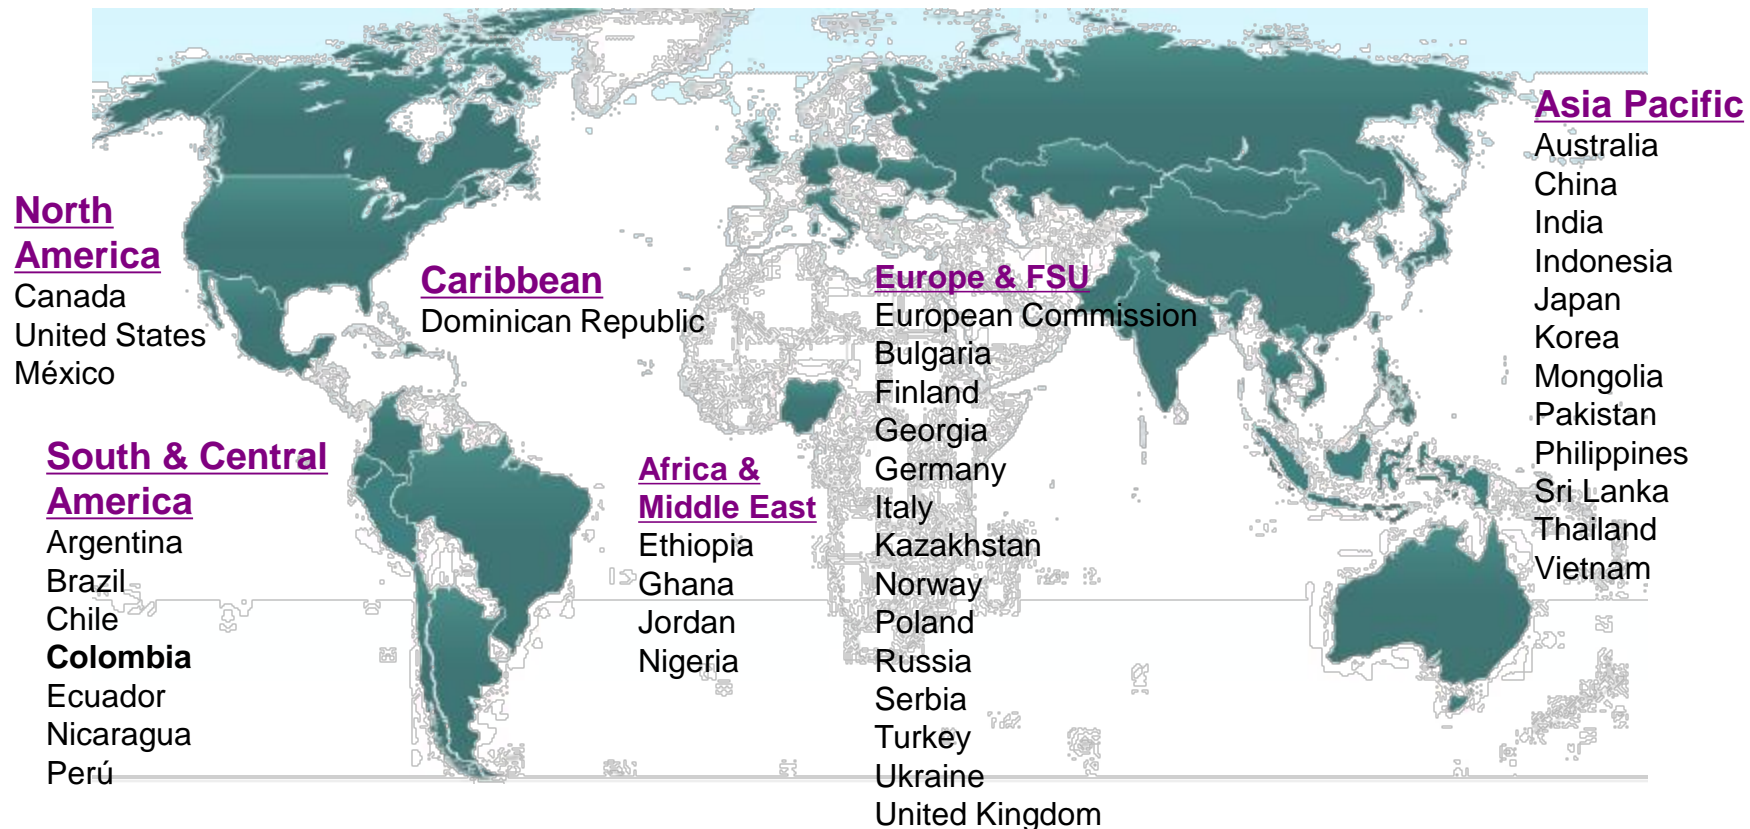 North
America
Canada
United States
México
South & Central
America
Argentina
Brazil
Chile
Colombia
Ecuador
Nicaragua
Perú
Caribbean
Dominican Republic
Africa &
Middle East
Ethiopia
Ghana
Jordan
Nigeria
Europe & FSU
European Commission
Bulgaria
Finland
Georgia
Germany
Italy
Kazakhstan
Norway
Poland
Russia
Serbia
Turkey
Ukraine
United Kingdom
Asia Pacific
Australia
China
India
Indonesia
Japan
Korea
Mongolia
Pakistan
Philippines
Sri Lanka
Thailand
Vietnam